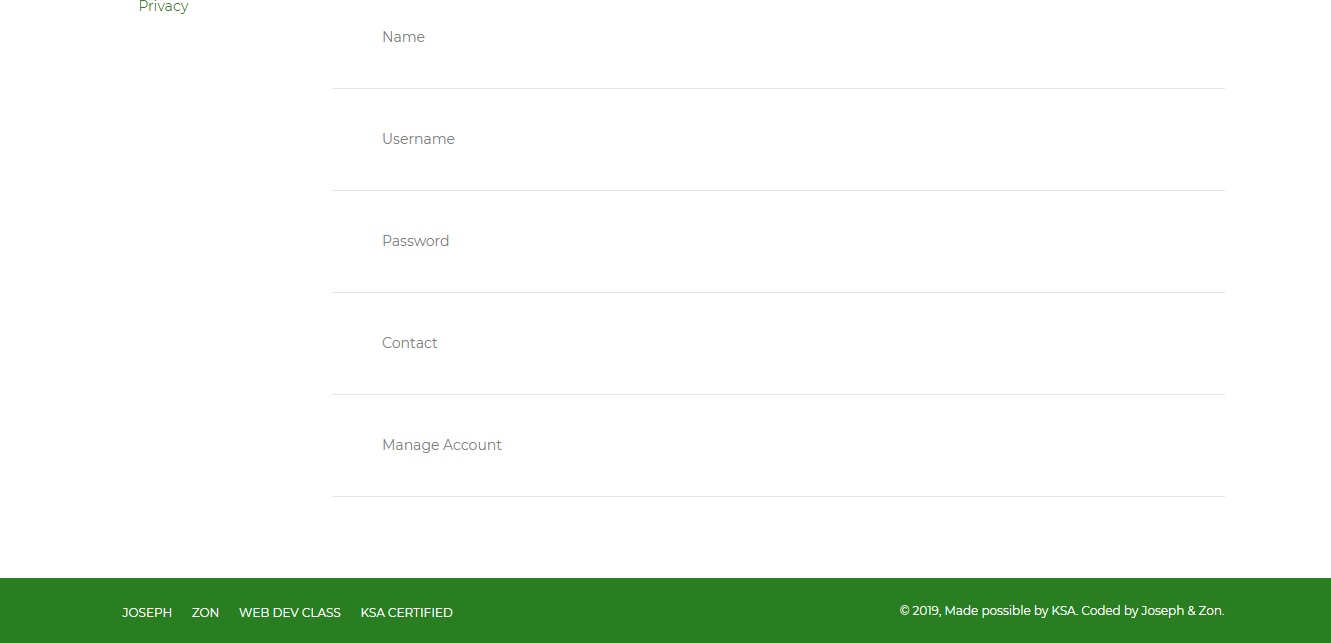 Privacy
Name
Username
Password
Contact
Manage Account
JOSEPH ZON WEB DEV CLASS KSA CERTIFIED
© 2019, Made possible by KSA. Coded by Joseph & Zon.